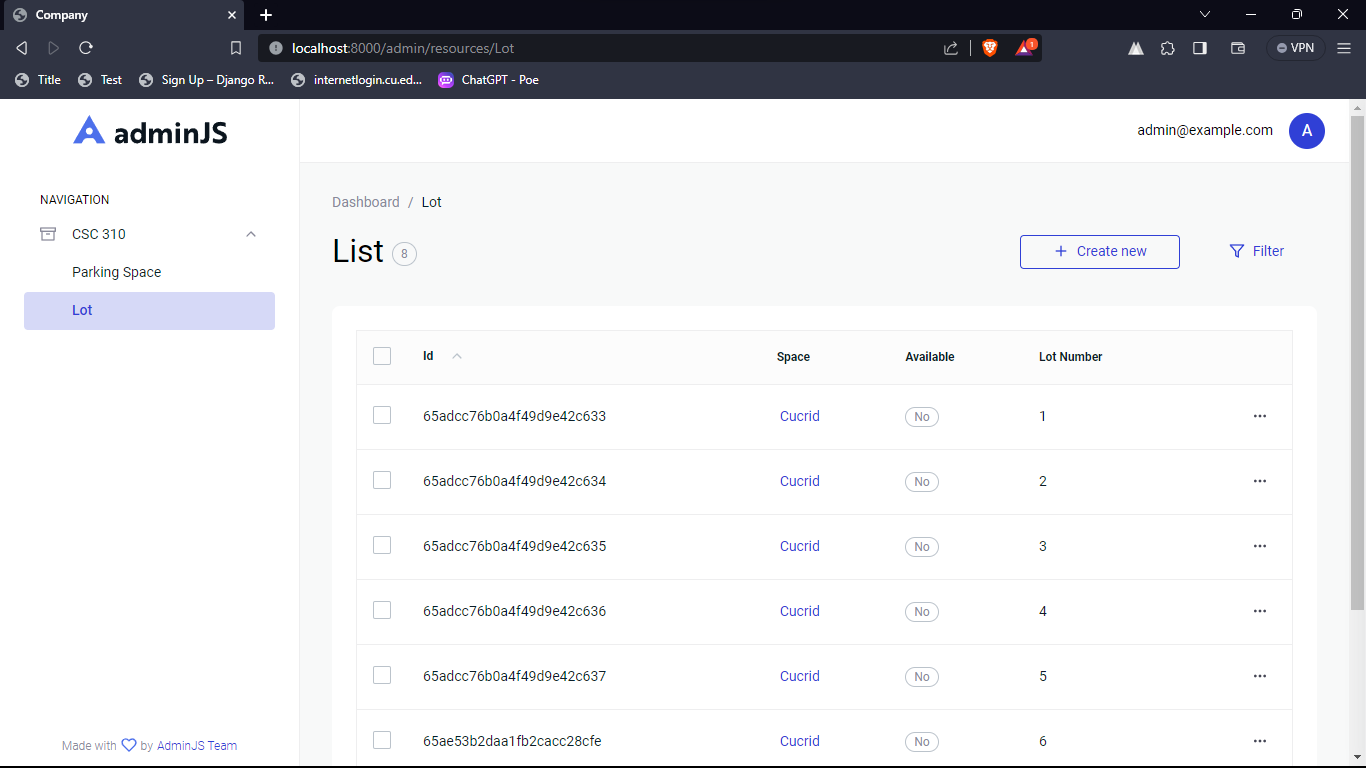 Company
localhost:8000/admin/resources/Lot
1
VPN
Title
Test
Sign Up – Django R...
internetlogin.cu.ed...
ChatGPT - Poe
adminJS
admin@example.com
A
NAVIGATION
CSC 310
Parking Space
Lot
Dashboard / Lot
List 8
Create new
Filter
Id Space Available Lot Number
65adcc76b0a4f49d9e42c633 Cucrid No 1
65adcc76b0a4f49d9e42c634 Cucrid No 2
65adcc76b0a4f49d9e42c635 Cucrid No 3
65adcc76b0a4f49d9e42c636 Cucrid No 4
65adcc76b0a4f49d9e42c637 Cucrid No 5
65ae53b2daa1fb2cacc28cfe Cucrid No 6
Made with by AdminJS Team